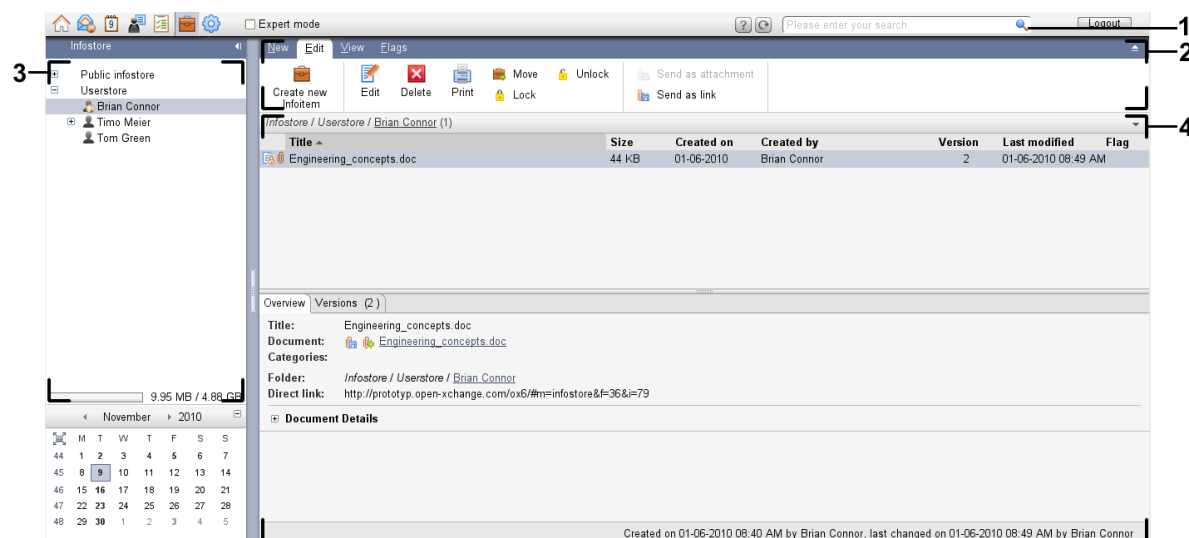 9 Expert mode Please enter your search Logout 1
Infostore New Edit View Flags 2
3 Public infostore
Userstore
Brian Connor
Timo Meier
Tom Green
Create new Infoitem Edit Delete Print Move Unlock Send as attachment
Lock Send as link
Infostore / Userstore / Brian Connor (1) 4
Title Size Created on Created by Version Last modified Flag
Engineering_concepts.doc 44 KB 01-06-2010 Brian Connor 2 01-06-2010 08:49 AM
Overview Versions (2)
Title: Engineering_concepts.doc
Document: Engineering_concepts.doc
Categories:
Folder: Infostore / Userstore / Brian Connor
Direct link: http://prototyp.open-xchange.com/ox6/#m=infostore&f=36&i=79
Document Details
9.95 MB / 4.88 GB
November 2010
M T W T F S S
44 1 2 3 4 5 6 7
45 8 9 10 11 12 13 14
46 15 16 17 18 19 20 21
47 22 23 24 25 26 27 28
48 29 30 1 2 3 4 5
Created on 01-06-2010 08:40 AM by Brian Connor, last changed on 01-06-2010 08:49 AM by Brian Connor